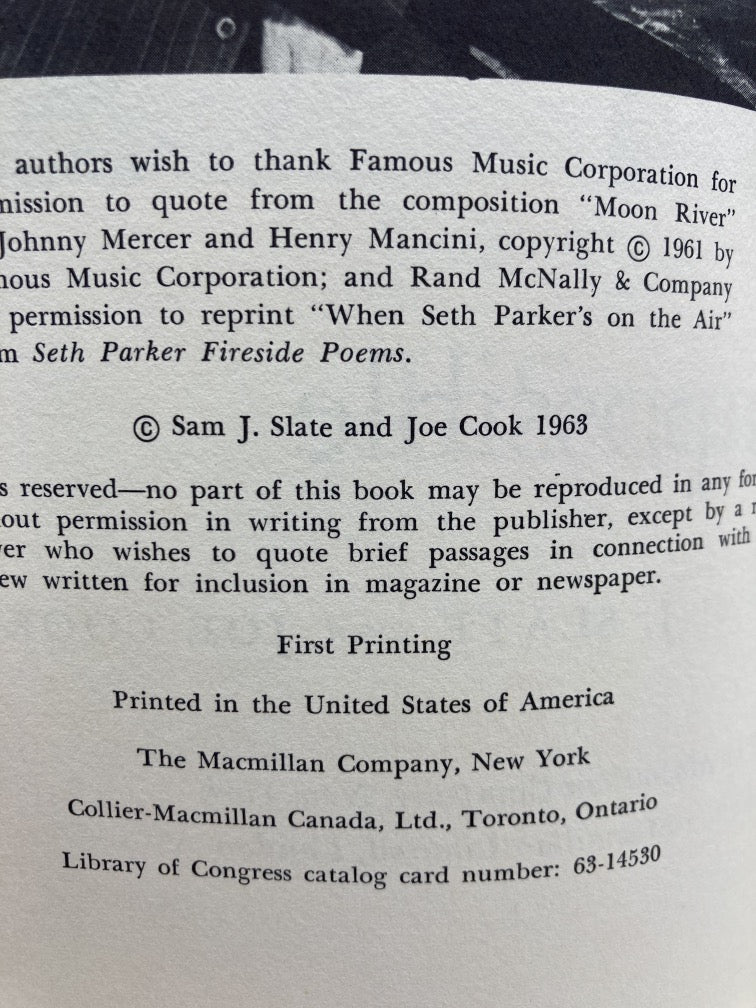 authors wish to thank Famous Music Corporation for
mission to quote from the composition “Moon River”
Johnny Mercer and Henry Mancini, copyright © 1961 by
nous Music Corporation; and Rand McNally & Company
permission to reprint “When Seth Parker's on the Air”
m Seth Parker Fireside Poems.
© Sam J. Slate and Joe Cook 1963
s reserved—no part of this book may be reproduced in any for
out permission in writing from the publisher, except by a r
er who wishes to quote brief passages in connection with
ew written for inclusion in magazine or newspaper.
First Printing
Printed in the United States of America
The Macmillan Company, New York
Collier-Macmillan Canada, Ltd., Toronto, Ontario
Library of Congress catalog card number: 63-14530